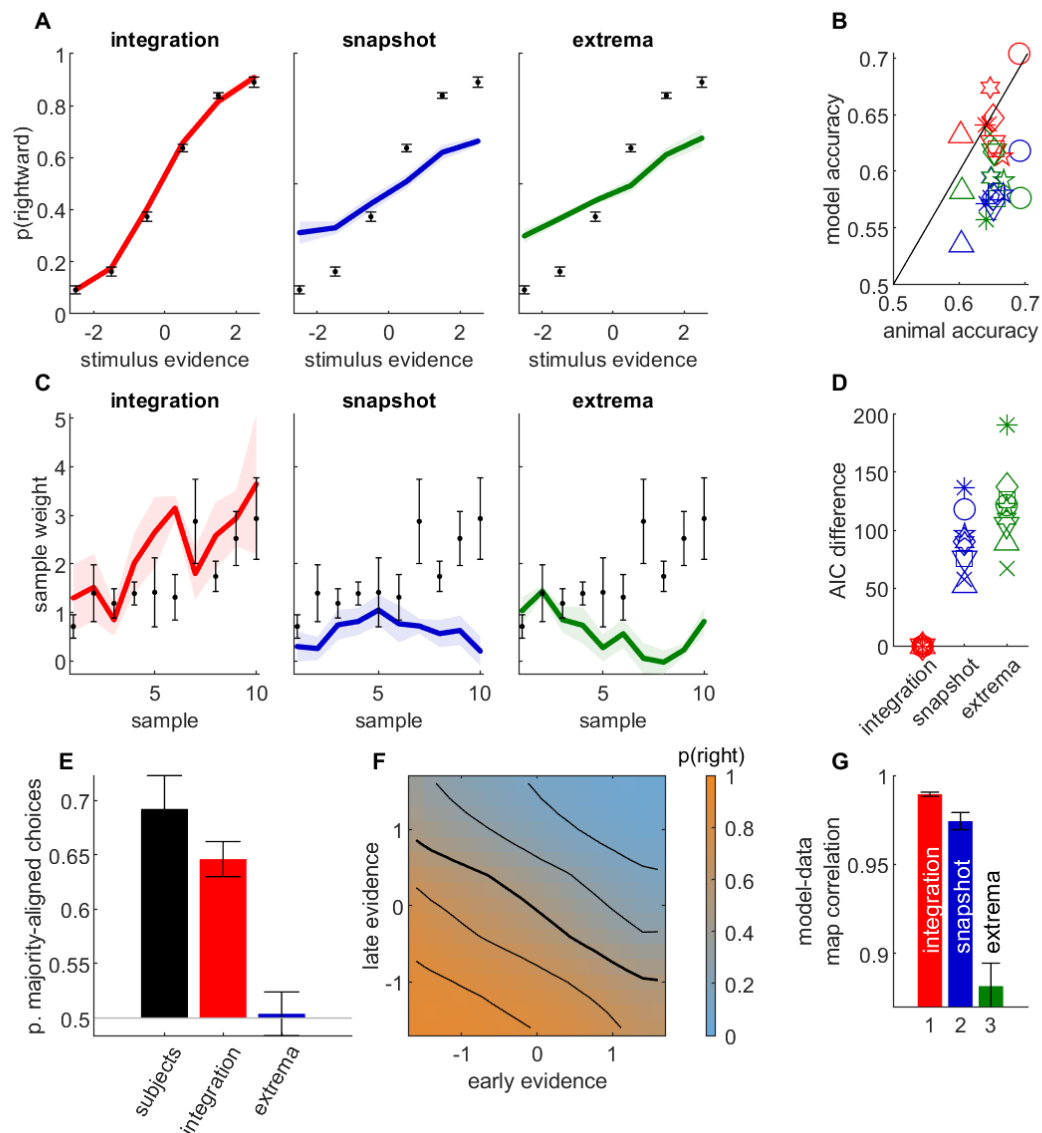 A
integration
snapshot
extrema
p(rightward)
1
0.8
0.6
0.4
0.2
0
-2 0 2
-2 0 2
-2 0 2
stimulus evidence
stimulus evidence
stimulus evidence
B
model accuracy
0.7
0.65
0.6
0.55
0.5
0.5 0.6 0.7
animal accuracy
C
integration
snapshot
extrema
sample weight
5
4
3
2
1
0
5 10
5 10
5 10
sample
sample
sample
D
AIC difference
200
150
100
50
0
integration
snapshot
extrema
E
p. majority-aligned choices
0.7
0.65
0.6
0.55
0.5
subjects
integration
extrema
F
late evidence
1
0
-1
-1 0 1
early evidence
p(right)
1
0.8
0.6
0.4
0.2
0
G
model-data
map correlation
1
0.95
0.9
integration
snapshot
extrema
1 2 3